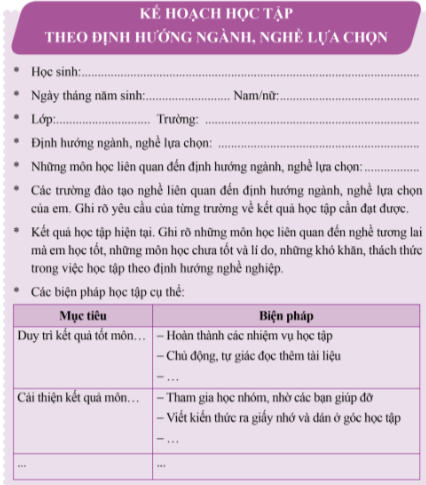 KẾ HOẠCH HỌC TẬP
THEO ĐỊNH HƯỚNG NGÀNH, NGHỀ LỰA CHỌN
* Học sinh:........................................................................................
* Ngày tháng năm sinh:...................... Nam/nữ:....................................
* Lớp:........................ Trường: ........................................................
* Định hướng ngành, nghề lựa chọn: ....................................................
* Những môn học liên quan đến định hướng ngành, nghề lựa chọn:..............
* Các trường đào tạo nghề liên quan đến định hướng ngành, nghề lựa chọn
của em. Ghi rõ yêu cầu của từng trường về kết quả học tập cần đạt được.
* Kết quả học tập hiện tại. Ghi rõ những môn học liên quan đến nghề tương lai
mà em học tốt, những môn học chưa tốt và lí do, những khó khăn, thách thức
trong việc học tập theo định hướng nghề nghiệp.
* Các biện pháp học tập cụ thể:
Mục tiêu
Biện pháp
Duy trì kết quả tốt môn…
– Hoàn thành các nhiệm vụ học tập
– Chủ động, tự giác đọc thêm tài liệu
– …
Cải thiện kết quả môn…
– Tham gia học nhóm, nhờ các bạn giúp đỡ
– Viết kiến thức ra giấy nhớ và dán ở góc học tập
– …
...
...